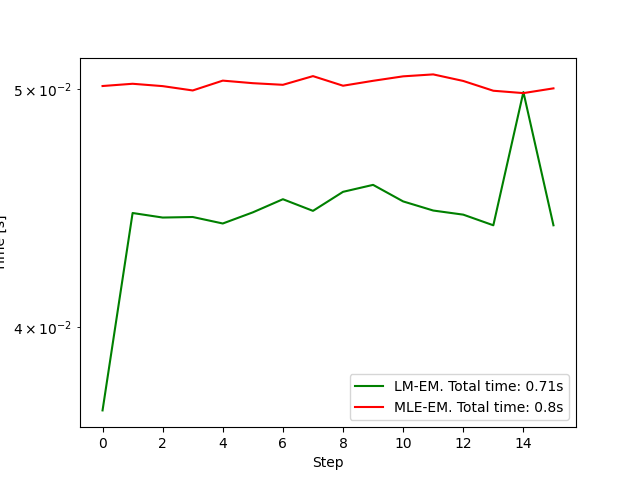 5 × 10⁻²
4 × 10⁻²
Time [s]
0 2 4 6 8 10 12 14
Step
LM-EM. Total time: 0.71s
MLE-EM. Total time: 0.8s